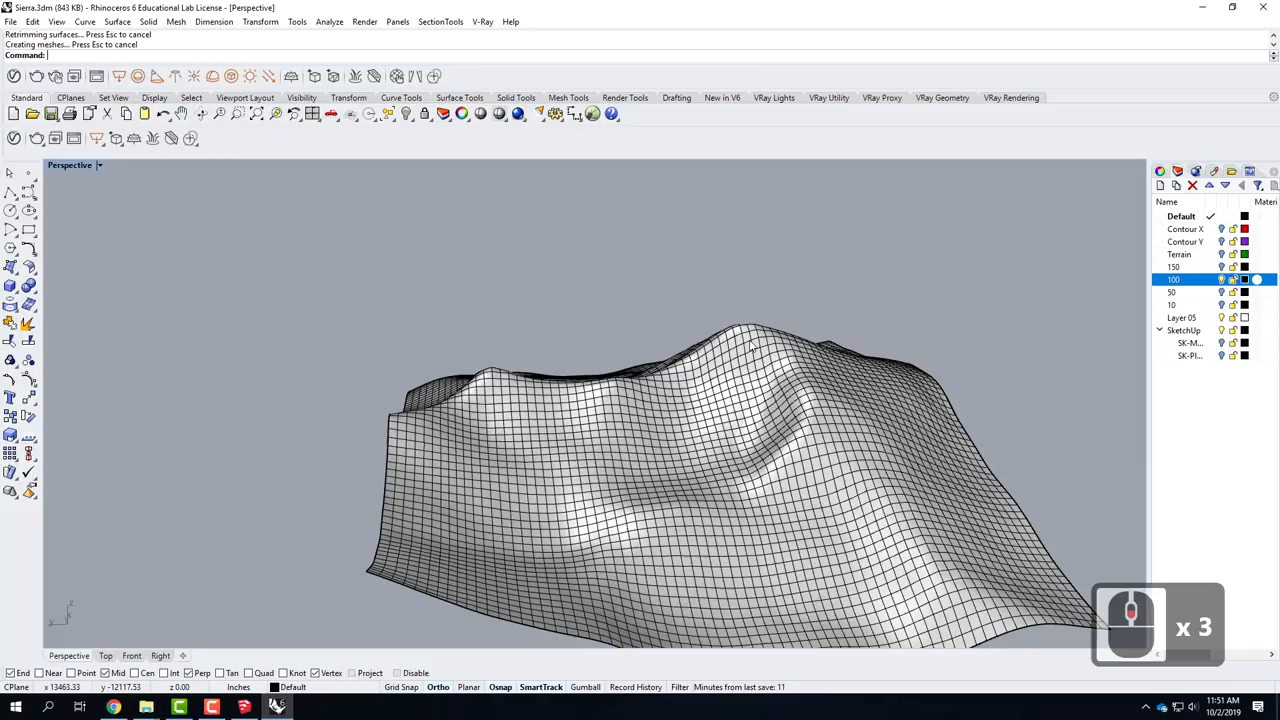 Sierra.3dm (843 KB) - Rhinoceros 6 Educational Lab License - [Perspective]
File Edit View Curve Surface Solid Mesh Dimension Transform Tools Analyze Render Panels SectionTools V-Ray Help
Retrimming surfaces... Press Esc to cancel
Creating meshes... Press Esc to cancel
Command:
Standard CPlanes Set View Display Select Viewport Layout Visibility Transform Curve Tools Surface Tools Solid Tools Mesh Tools Render Tools Drafting New in V6 VRay Lights VRay Utility VRay Proxy VRay Geometry VRay Rendering
Perspective
Name Materi
Default
Contour X
Contour Y
Terrain
150
100
50
10
Layer 05
SketchUp
SK-M...
SK-Pl...
x 3
z
y
Perspective Top Front Right
End Near Point Mid Cen Int Perp Tan Quad Knot Vertex Project Disable
CPlane x 13463.33 y -12117.53 z 0.00 Inches Default Grid Snap Ortho Planar Osnap SmartTrack Gumball Record History Filter Minutes from last save: 11
11:51 AM
10/2/2019